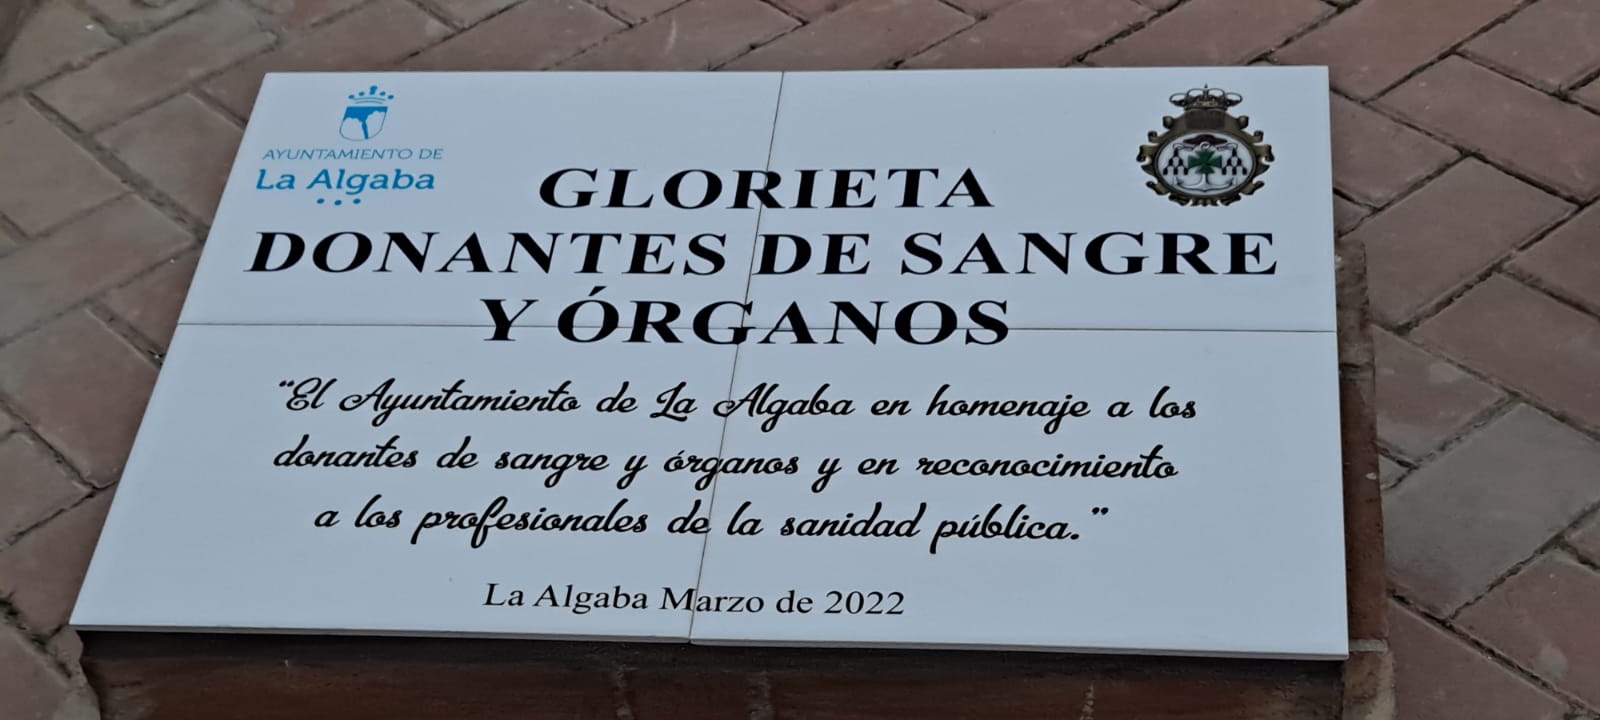 AYUNTAMIENTO DE
La Algaba
GLORIETA
DONANTES DE SANGRE
Y ÓRGANOS
“El Ayuntamiento de La Algaba en homenaje a los
donantes de sangre y órganos y en reconocimiento
a los profesionales de la sanidad pública.”
La Algaba Marzo de 2022